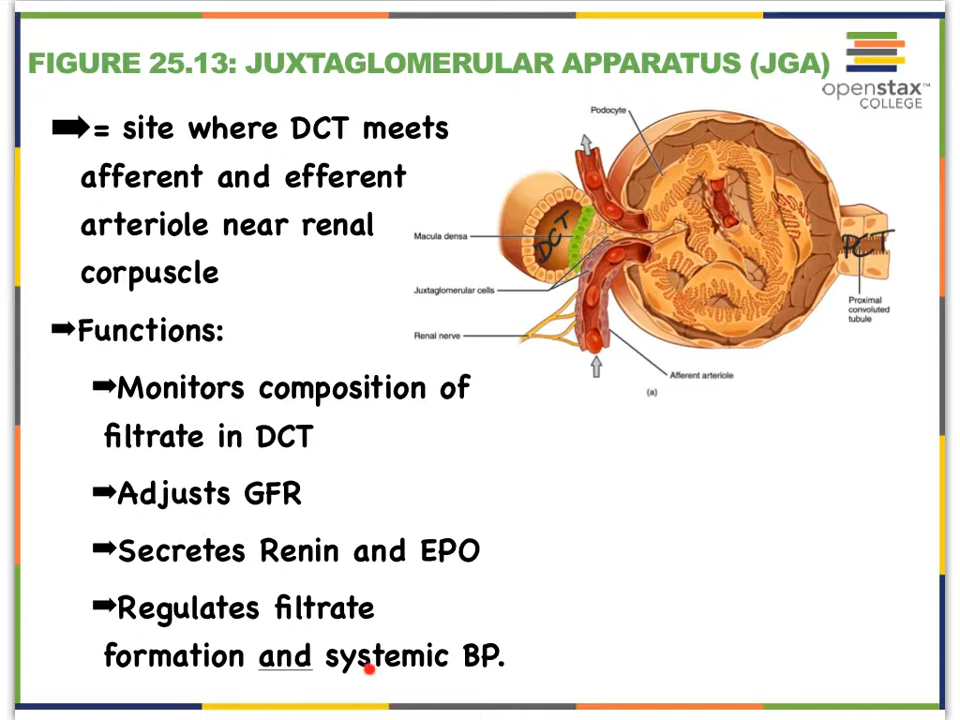 FIGURE 25.13: JUXTAGLOMERULAR APPARATUS (JGA)
openstax™
COLLEGE
= site where DCT meets
afferent and efferent
arteriole near renal
corpuscle
Functions:
Monitors composition of
filtrate in DCT
Adjusts GFR
Secretes Renin and EPO
Regulates filtrate
formation and systemic BP.
Podocyte
Macula densa
DCT
Juxtaglomerular cells
Renal nerve
Afferent arteriole
(a)
PCT
Proximal
convoluted
tubule